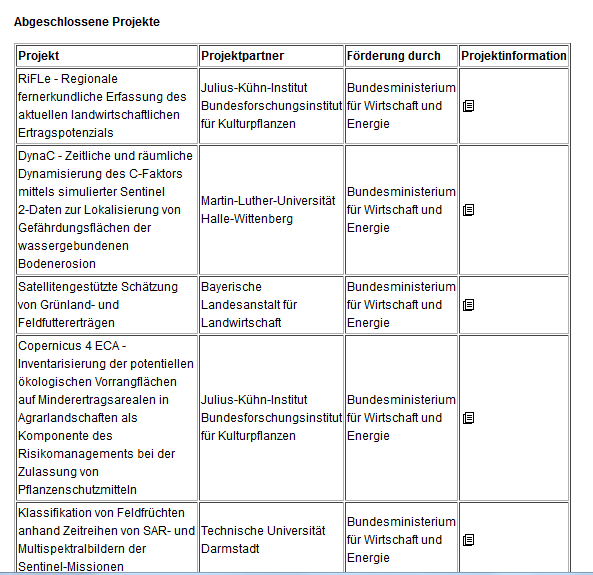 Abgeschlossene Projekte
Projekt
Projektpartner
Förderung durch
Projektinformation
RiFLe - Regionale
fernerkundliche Erfassung des
aktuellen landwirtschaftlichen
Ertragspotenzials
Julius-Kühn-Institut
Bundesforschungsinstitut
für Kulturpflanzen
Bundesministerium
für Wirtschaft und
Energie
DynaC - Zeitliche und räumliche
Dynamisierung des C-Faktors
mittels simulierter Sentinel
2-Daten zur Lokalisierung von
Gefährdungsflächen der
wassergebundenen
Bodenerosion
Martin-Luther-Universität
Halle-Wittenberg
Bundesministerium
für Wirtschaft und
Energie
Satellitengestützte Schätzung
von Grünland- und
Feldfuttererträgen
Bayerische
Landesanstalt für
Landwirtschaft
Bundesministerium
für Wirtschaft und
Energie
Copernicus 4 ECA -
Inventarisierung der potentiellen
ökologischen Vorrangflächen
auf Minderertragsarealen in
Agrarlandschaften als
Komponente des
Risikomanagements bei der
Zulassung von
Pflanzenschutzmitteln
Julius-Kühn-Institut
Bundesforschungsinstitut
für Kulturpflanzen
Bundesministerium
für Wirtschaft und
Energie
Klassifikation von Feldfrüchten
anhand Zeitreihen von SAR- und
Multispektralbildern der
Sentinel-Missionen
Technische Universität
Darmstadt
Bundesministerium
für Wirtschaft und
Energie